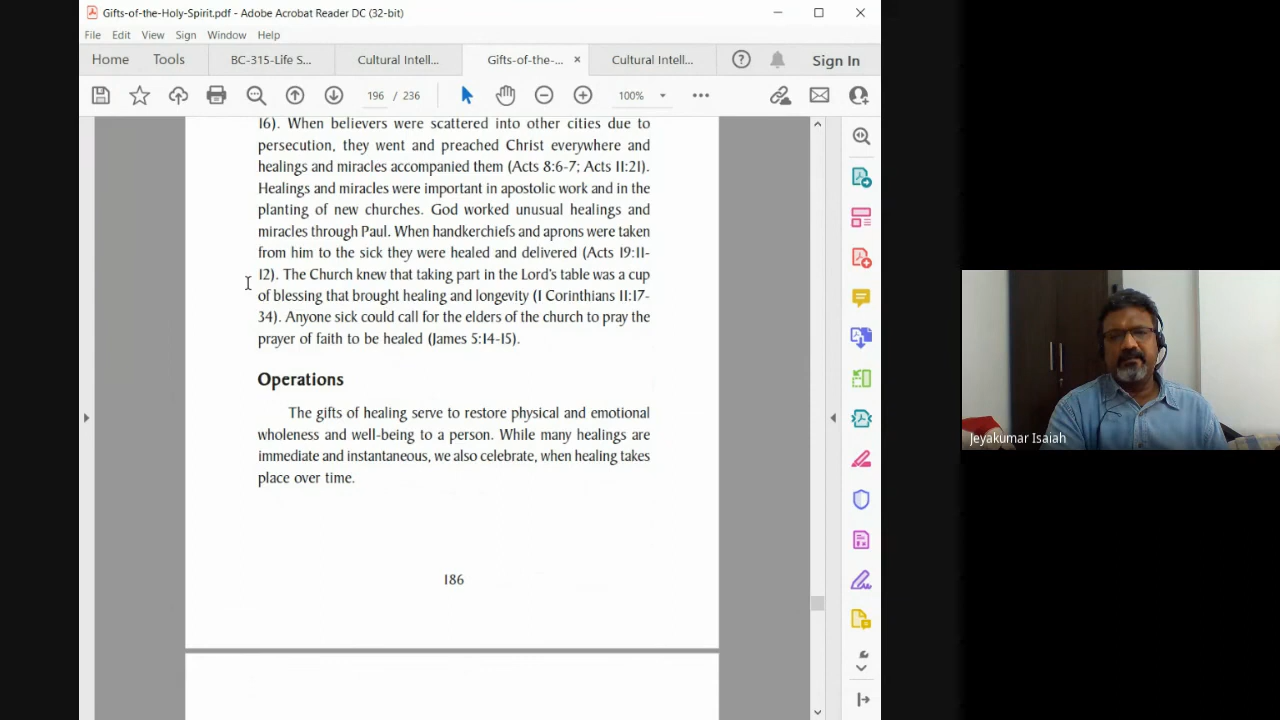 Gifts-of-the-Holy-Spirit.pdf - Adobe Acrobat Reader DC (32-bit)
File Edit View Sign Window Help
Home Tools BC-315-Life S... Cultural Intell... Gifts-of-the-... Cultural Intell... Sign In
196 / 236 100%
16). When believers were scattered into other cities due to
persecution, they went and preached Christ everywhere and
healings and miracles accompanied them (Acts 8:6-7; Acts 11:21).
Healings and miracles were important in apostolic work and in the
planting of new churches. God worked unusual healings and
miracles through Paul. When handkerchiefs and aprons were taken
from him to the sick they were healed and delivered (Acts 19:11-
12). The Church knew that taking part in the Lord's table was a cup
of blessing that brought healing and longevity (1 Corinthians 11:17-
34). Anyone sick could call for the elders of the church to pray the
prayer of faith to be healed (James 5:14-15).
Operations
The gifts of healing serve to restore physical and emotional
wholeness and well-being to a person. While many healings are
immediate and instantaneous, we also celebrate, when healing takes
place over time.
186
Jeyakumar Isaiah